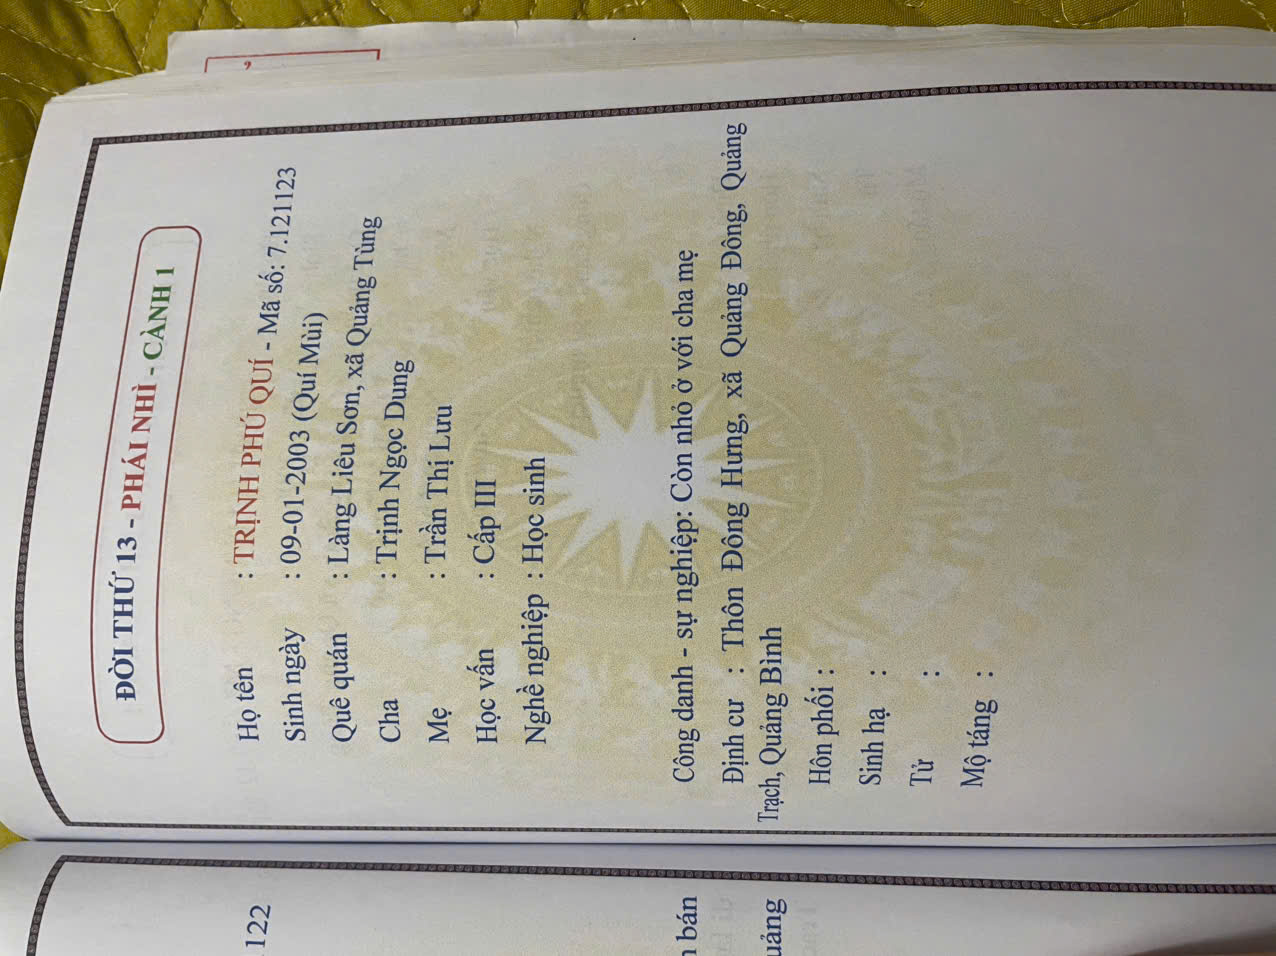 ĐỜI THỨ 13 - PHÁI NHÌ - CÀNH 1
Họ tên : TRỊNH PHÚ QUÍ - Mã số: 7.121123
Sinh ngày : 09-01-2003 (Quí Mùi)
Quê quán : Làng Liêu Sơn, xã Quảng Tùng
Cha : Trịnh Ngọc Dung
Mẹ : Trần Thị Lưu
Học vấn : Cấp III
Nghề nghiệp : Học sinh
Công danh - sự nghiệp: Còn nhỏ ở với cha mẹ
Định cư : Thôn Đông Hưng, xã Quảng Đông, Quảng
Trạch, Quảng Bình
Hôn phối :
Sinh hạ :
Tử :
Mộ táng :
122
bán
uảng